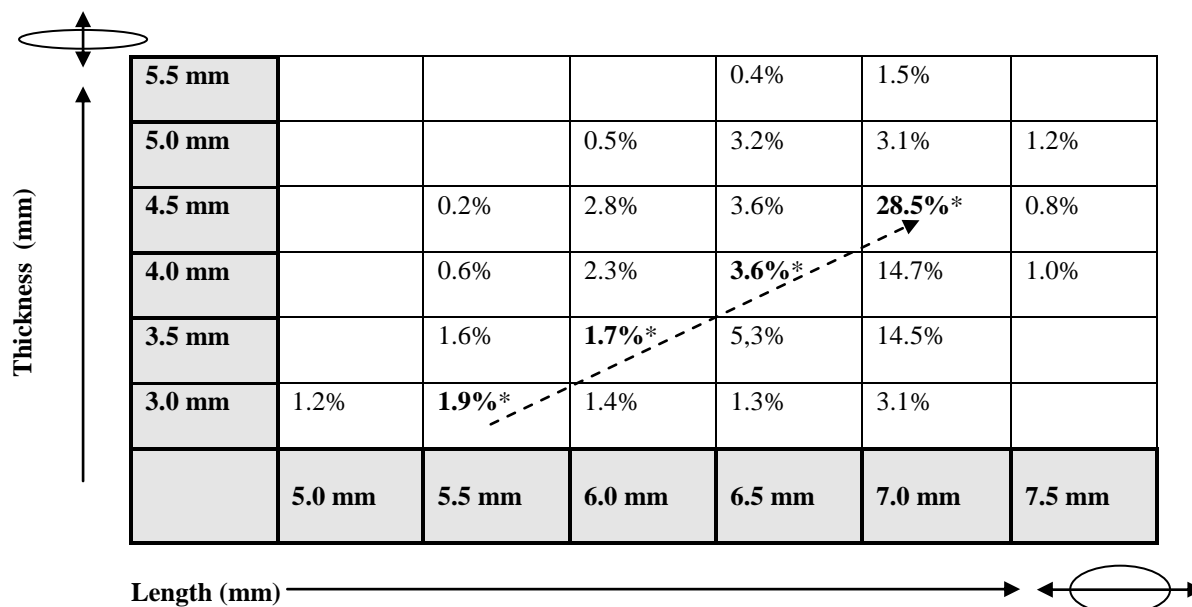 5.5 mm 0.4% 1.5%
5.0 mm 0.5% 3.2% 3.1% 1.2%
4.5 mm 0.2% 2.8% 3.6% 28.5%* 0.8%
4.0 mm 0.6% 2.3% 3.6%* 14.7% 1.0%
3.5 mm 1.6% 1.7%* 5,3% 14.5%
3.0 mm 1.2% 1.9%* 1.4% 1.3% 3.1%
5.0 mm 5.5 mm 6.0 mm 6.5 mm 7.0 mm 7.5 mm
Thickness (mm)
Length (mm)